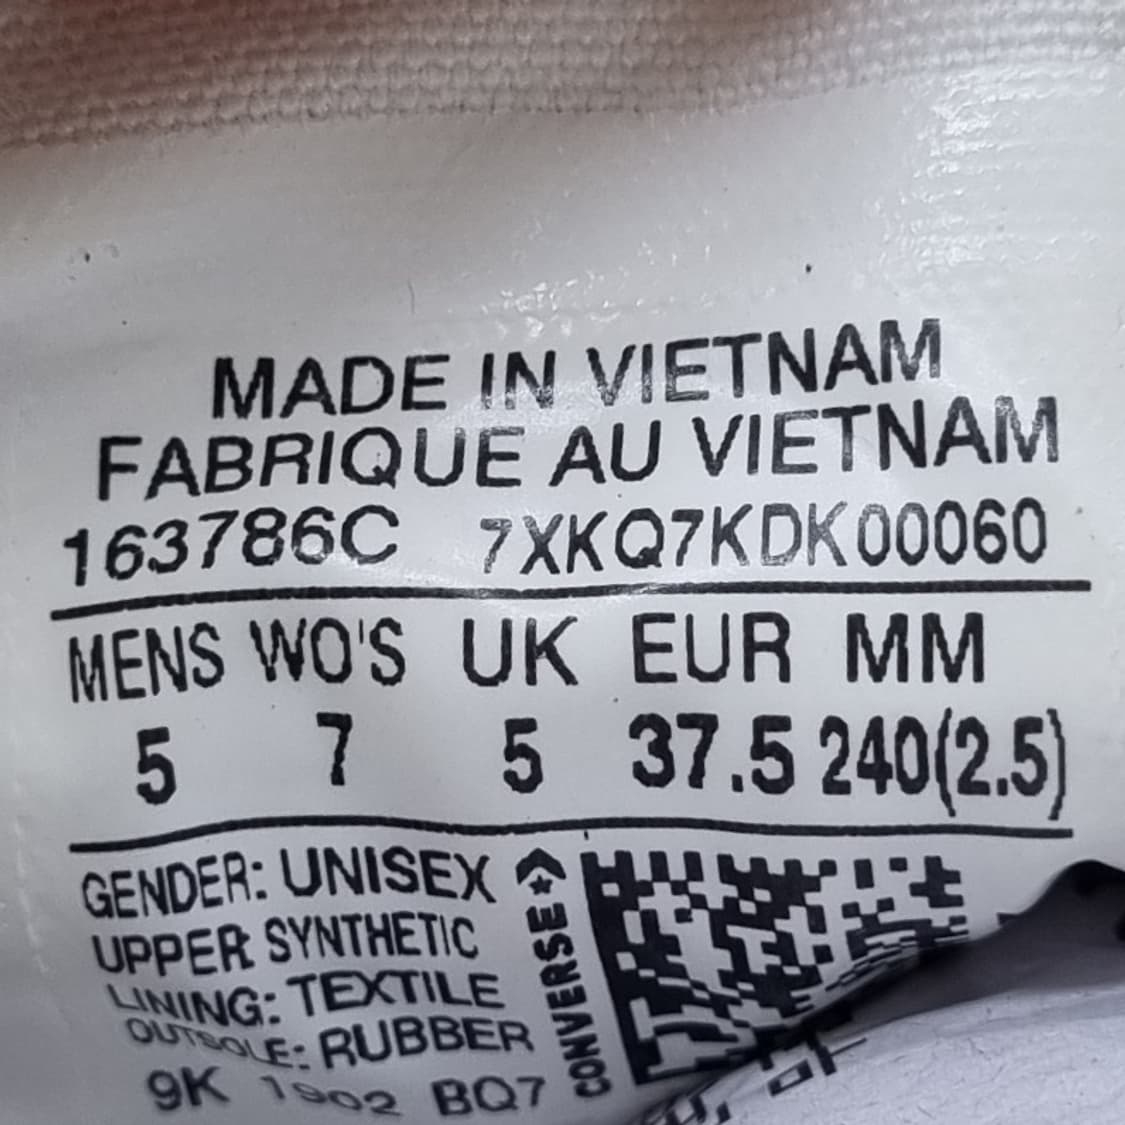 MADE IN VIETNAM
FABRIQUE AU VIETNAM
163786C 7XKQ7KDK00060
MENS WO'S UK EUR MM
5 7 5 37.5 240(2.5)
GENDER: UNISEX
UPPER: SYNTHETIC
LINING: TEXTILE
OUTSOLE: RUBBER
9K 1902 BQ7
CONVERSE